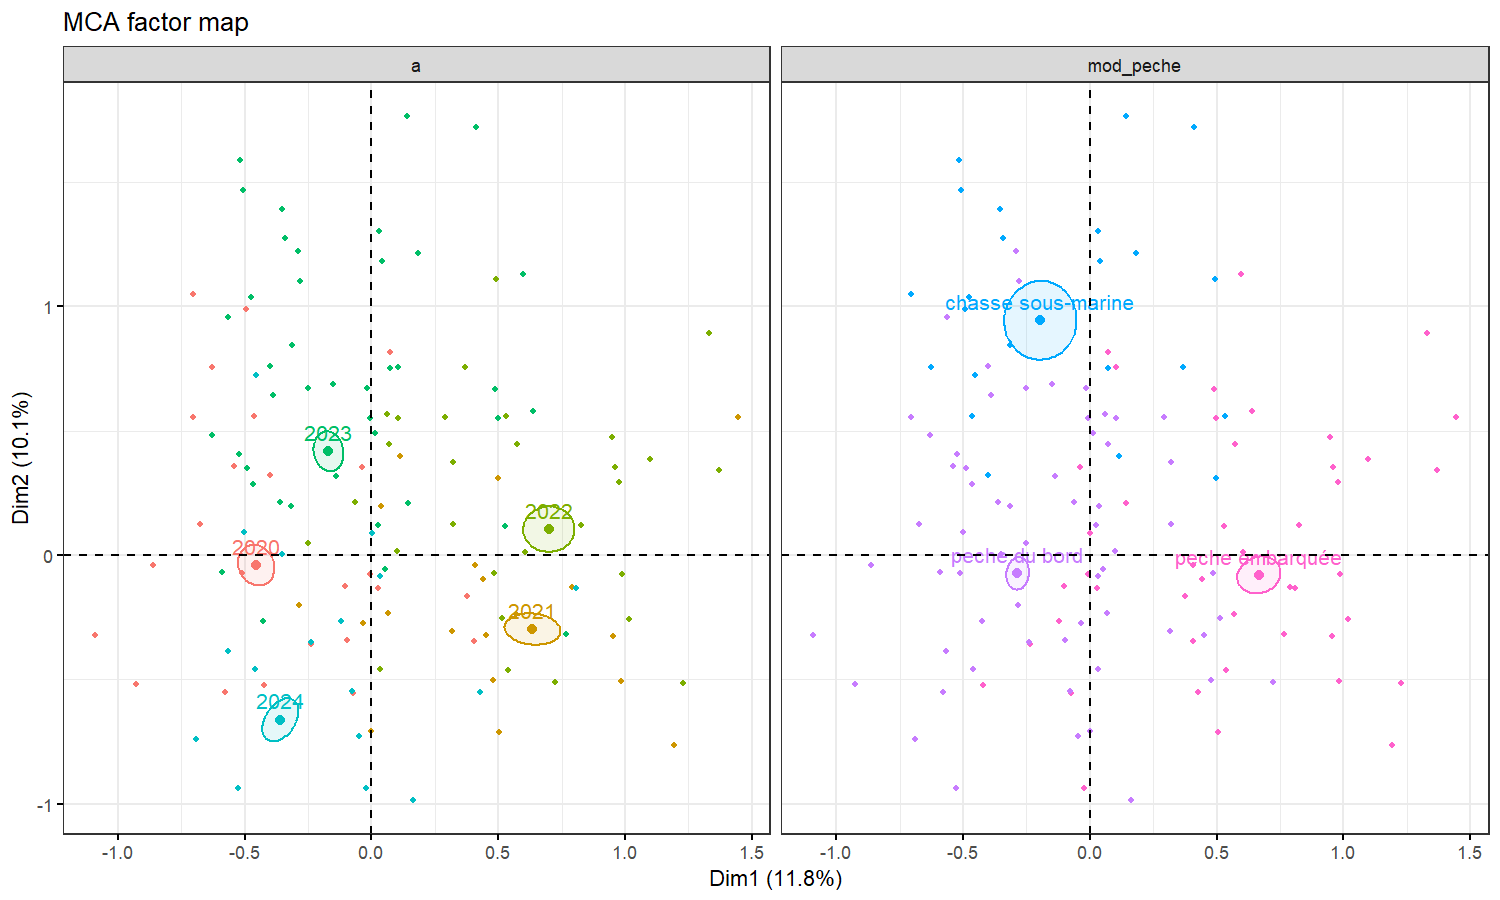 MCA factor map
a
mod_peche
2023
2022
2020
2021
2024
chasse sous-marine
peche du bord
peche embarquée
Dim2 (10.1%)
1
0
-1
-1.0 -0.5 0.0 0.5 1.0 1.5
-1.0 -0.5 0.0 0.5 1.0 1.5
Dim1 (11.8%)